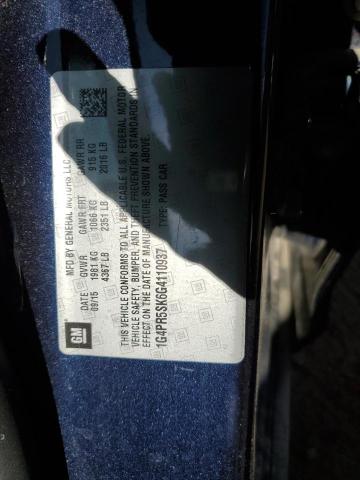 GM
MFD BY GENERAL MOTORS LLC
DATE GVWR GAWR FRT GAWR RR
09/15 1981 KG 1066 KG 915 KG
4367 LB 2351 LB 2016 LB
THIS VEHICLE CONFORMS TO ALL APPLICABLE U.S. FEDERAL MOTOR
VEHICLE SAFETY, BUMPER, AND THEFT PREVENTION STANDARDS IN
EFFECT ON THE DATE OF MANUFACTURE SHOWN ABOVE.
1G4PR5SK6G4110937 TYPE: PASS CAR